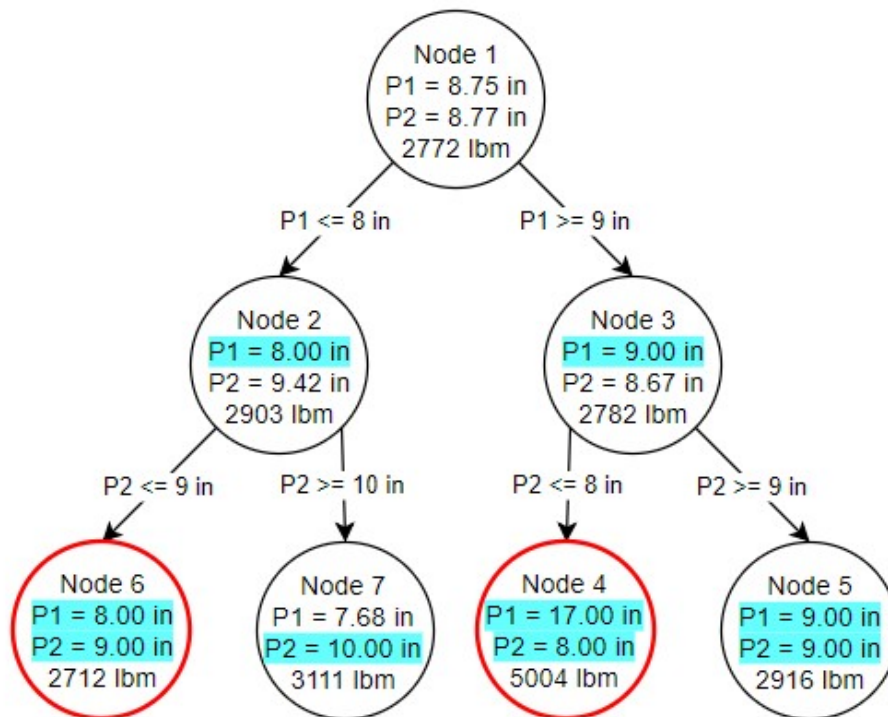 Node 1
P1 = 8.75 in
P2 = 8.77 in
2772 lbm
P1 <= 8 in
P1 >= 9 in
Node 2
P1 = 8.00 in
P2 = 9.42 in
2903 lbm
Node 3
P1 = 9.00 in
P2 = 8.67 in
2782 lbm
P2 <= 9 in
P2 >= 10 in
P2 <= 8 in
P2 >= 9 in
Node 6
P1 = 8.00 in
P2 = 9.00 in
2712 lbm
Node 7
P1 = 7.68 in
P2 = 10.00 in
3111 lbm
Node 4
P1 = 17.00 in
P2 = 8.00 in
5004 lbm
Node 5
P1 = 9.00 in
P2 = 9.00 in
2916 lbm